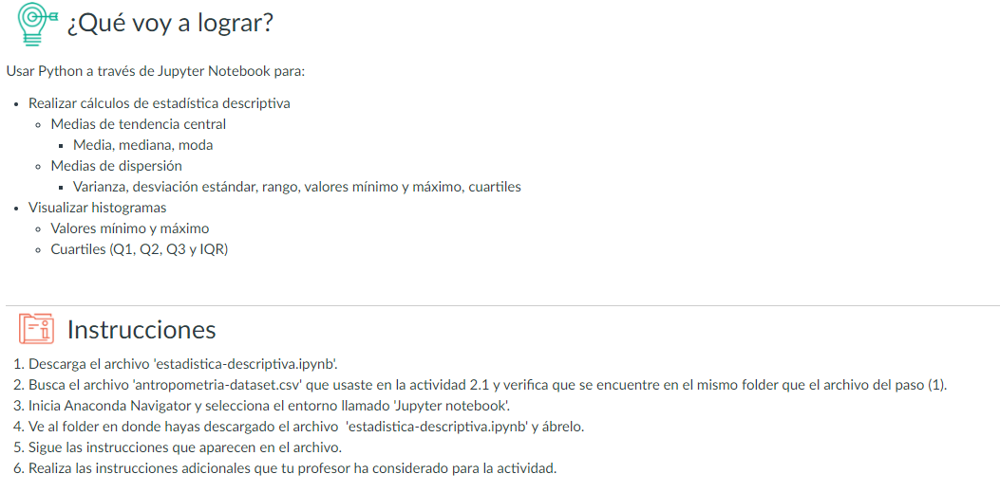 ¿Qué voy a lograr?
Usar Python a través de Jupyter Notebook para:
• Realizar cálculos de estadística descriptiva
◦ Medias de tendencia central
▪ Media, mediana, moda
◦ Medias de dispersión
▪ Varianza, desviación estándar, rango, valores mínimo y máximo, cuartiles
• Visualizar histogramas
◦ Valores mínimo y máximo
◦ Cuartiles (Q1, Q2, Q3 y IQR)
Instrucciones
1. Descarga el archivo 'estadistica-descriptiva.ipynb'.
2. Busca el archivo 'antropometria-dataset.csv' que usaste en la actividad 2.1 y verifica que se encuentre en el mismo folder que el archivo del paso (1).
3. Inicia Anaconda Navigator y selecciona el entorno llamado 'Jupyter notebook'.
4. Ve al folder en donde hayas descargado el archivo 'estadistica-descriptiva.ipynb' y ábrelo.
5. Sigue las instrucciones que aparecen en el archivo.
6. Realiza las instrucciones adicionales que tu profesor ha considerado para la actividad.